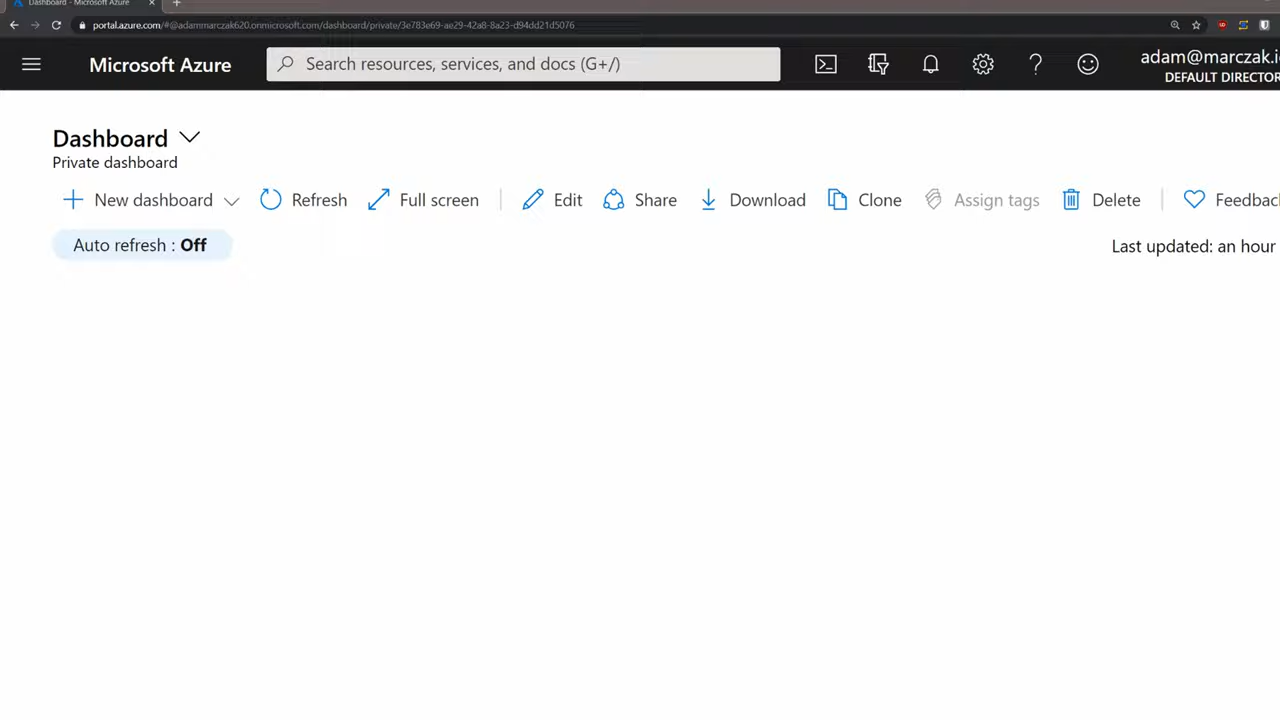 Dashboard - Microsoft Azure
portal.azure.com/#@adammarczak620.onmicrosoft.com/dashboard/private/3e783e69-ae29-42a8-8a23-d94dd21d5076
Microsoft Azure
Search resources, services, and docs (G+/)
adam@marczak.i
DEFAULT DIRECTOR
Dashboard
Private dashboard
New dashboard Refresh Full screen Edit Share Download Clone Assign tags Delete Feedbac
Auto refresh : Off
Last updated: an hour